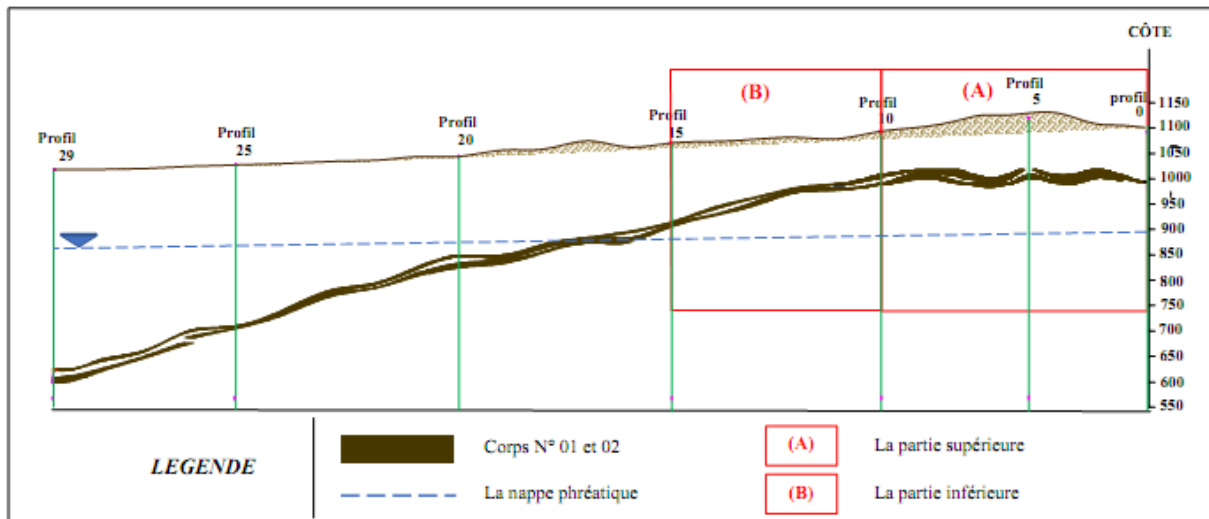 CÔTE
(B)
(A)
Profil
29
Profil
25
Profil
20
Profil
15
Profil
10
Profil
5
profil
0
1150
1100
1050
1000
950
900
850
800
750
700
650
600
550
LEGENDE
Corps N° 01 et 02
(A)
La partie supérieure
La nappe phréatique
(B)
La partie inférieure